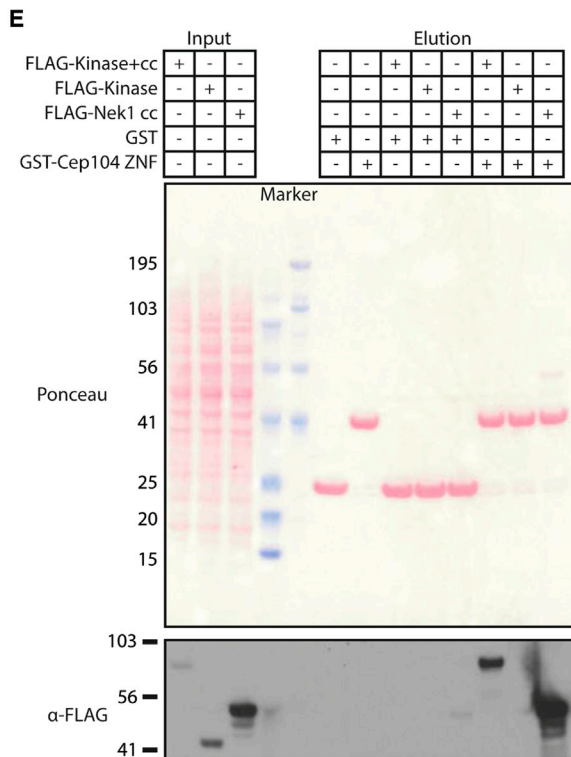 E
Input Elution
FLAG-Kinase+cc + - - - - + - - + - -
FLAG-Kinase - + - - - - + - - + -
FLAG-Nek1 cc - - + - - - - + - - +
GST - - - + - + + + - - -
GST-Cep104 ZNF - - - - + - - - + + +
Marker
195
103
56
Ponceau
41
25
20
15
103
56
α-FLAG
41